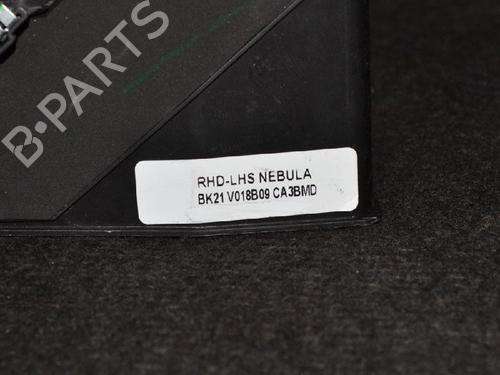 B-PARTS
RHD-LHS NEBULA
BK21 V018B09 CA3BMD